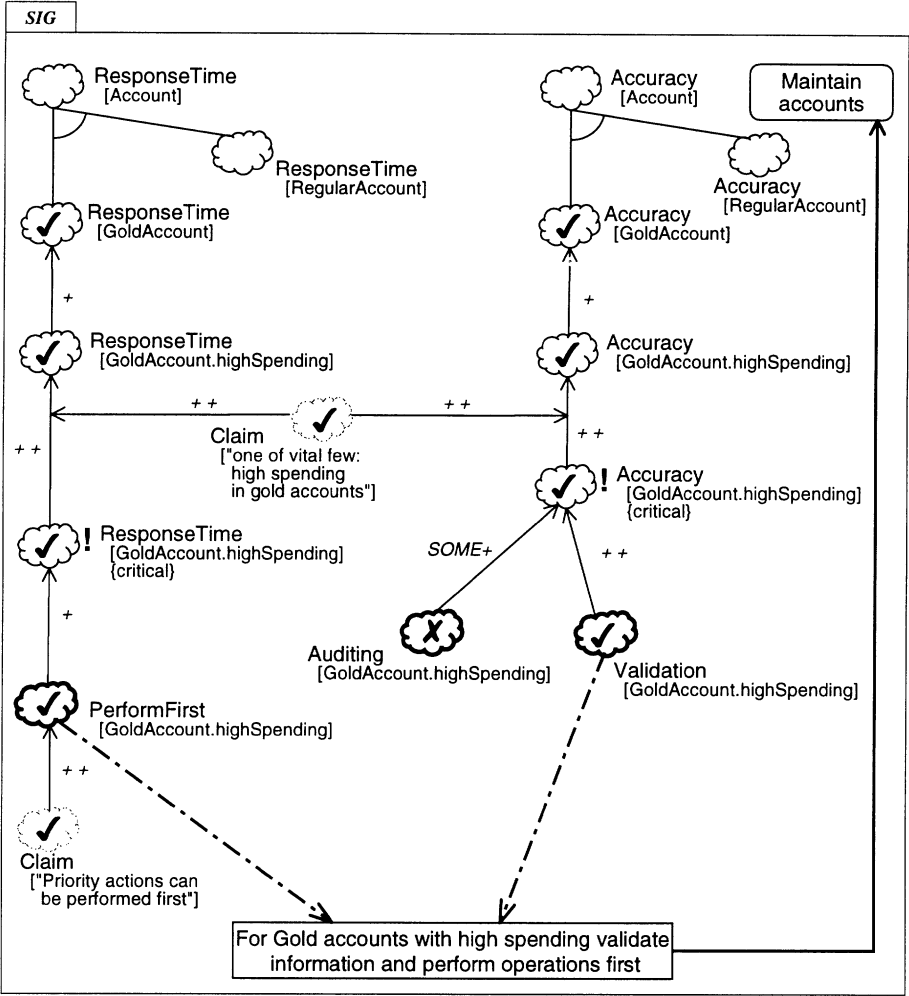 SIG
ResponseTime
[Account]
Accuracy
[Account]
Maintain
accounts
ResponseTime
[RegularAccount]
Accuracy
[RegularAccount]
ResponseTime
[GoldAccount]
Accuracy
[GoldAccount]
+
+
ResponseTime
[GoldAccount.highSpending]
Accuracy
[GoldAccount.highSpending]
++
++
++
Claim
["one of vital few:
high spending
in gold accounts"]
++
! Accuracy
[GoldAccount.highSpending]
{critical}
! ResponseTime
[GoldAccount.highSpending]
{critical}
SOME+
++
+
Auditing
[GoldAccount.highSpending]
Validation
[GoldAccount.highSpending]
PerformFirst
[GoldAccount.highSpending]
++
Claim
["Priority actions can
be performed first"]
For Gold accounts with high spending validate
information and perform operations first